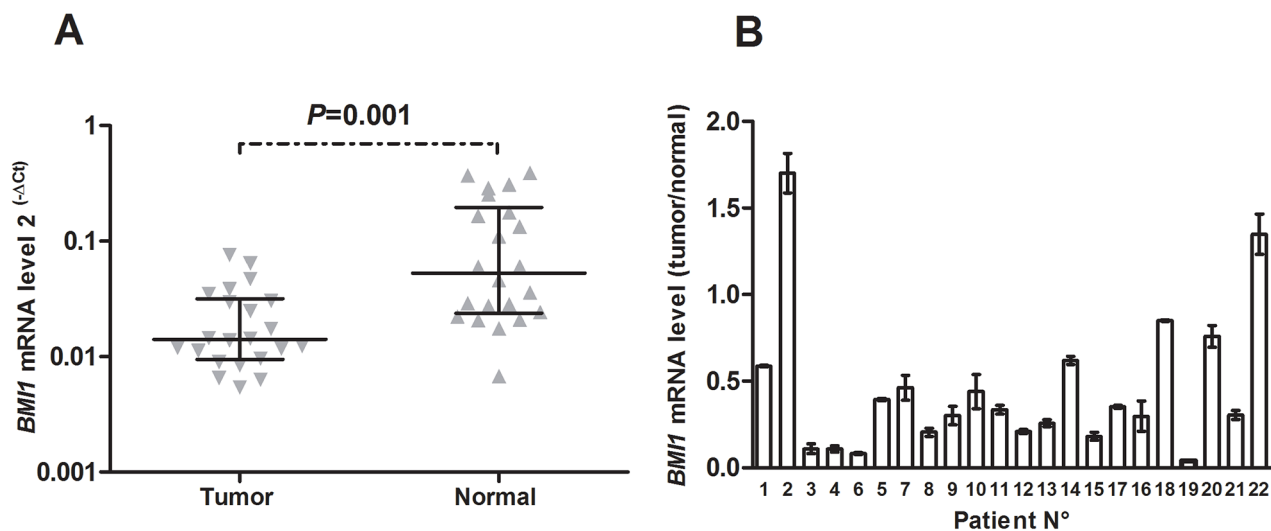 A
B
P=0.001
BMI1 mRNA level 2 (-ΔCt)
1
0.1
0.01
0.001
Tumor Normal
BMI1 mRNA level (tumor/normal)
2.0
1.5
1.0
0.5
0.0
1 2 3 4 6 5 7 8 9 10 11 12 13 14 15 17 16 18 19 20 21 22
Patient N°